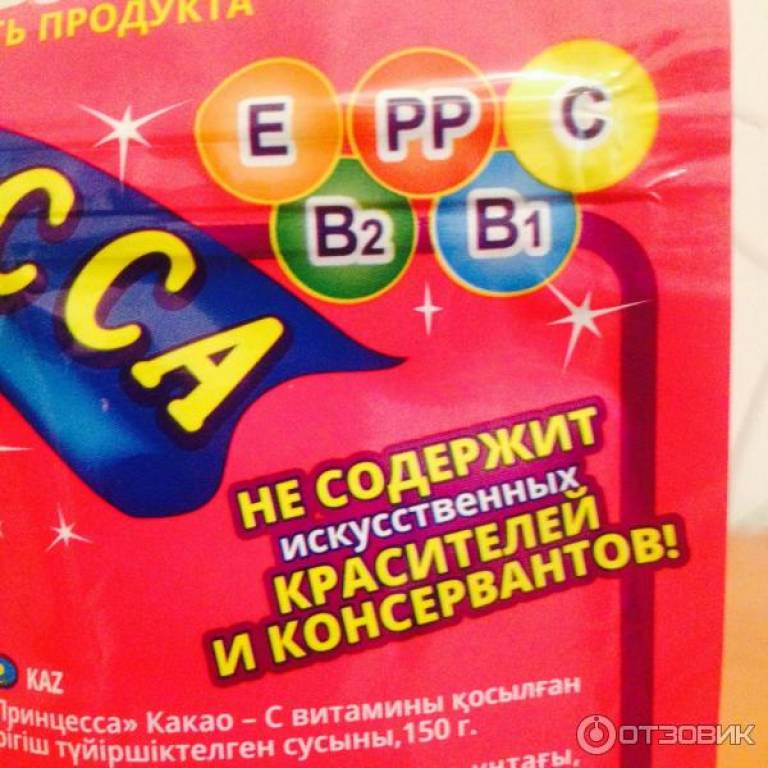 ТЬ ПРОДУКТА
E PP C
B2 B1
ССА
НЕ СОДЕРЖИТ
искусственных
КРАСИТЕЛЕЙ
И КОНСЕРВАНТОВ!
KAZ
Принцесса» Какао – С витамины қосылған
рігіш түйіршіктелген сусыны,150 г.
ОТЗОВИК